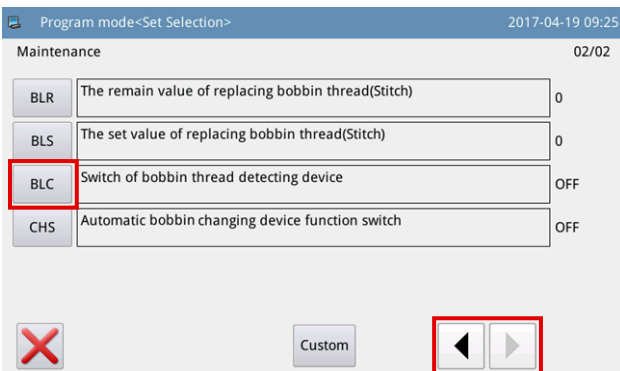 Program mode<Set Selection> 2017-04-19 09:25
Maintenance 02/02
BLR The remain value of replacing bobbin thread(Stitch) 0
BLS The set value of replacing bobbin thread(Stitch) 0
BLC Switch of bobbin thread detecting device OFF
CHS Automatic bobbin changing device function switch OFF
Custom